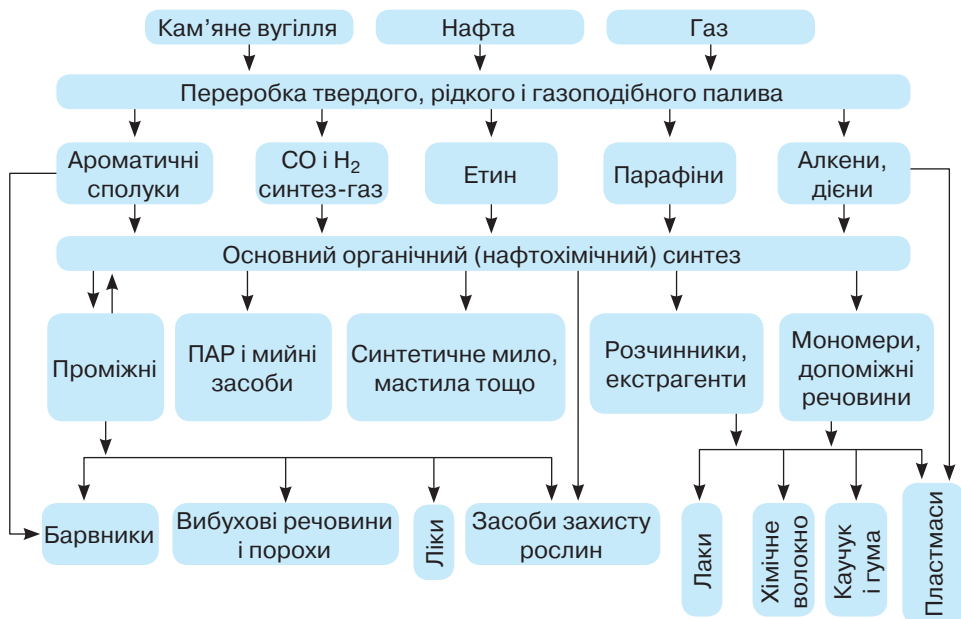 Кам’яне вугілля
Нафта
Газ
Переробка твердого, рідкого і газоподібного палива
Ароматичні
сполуки
CO і H₂
синтез-газ
Етин
Парафіни
Алкени,
дієни
Основний органічний (нафтохімічний) синтез
Проміжні
ПАР і мийні
засоби
Синтетичне мило,
мастила тощо
Розчинники,
екстрагенти
Мономери,
допоміжні
речовини
Барвники
Вибухові речовини
і порохи
Ліки
Засоби захисту
рослин
Лаки
Хімічне
волокно
Каучук
і гума
Пластмаси